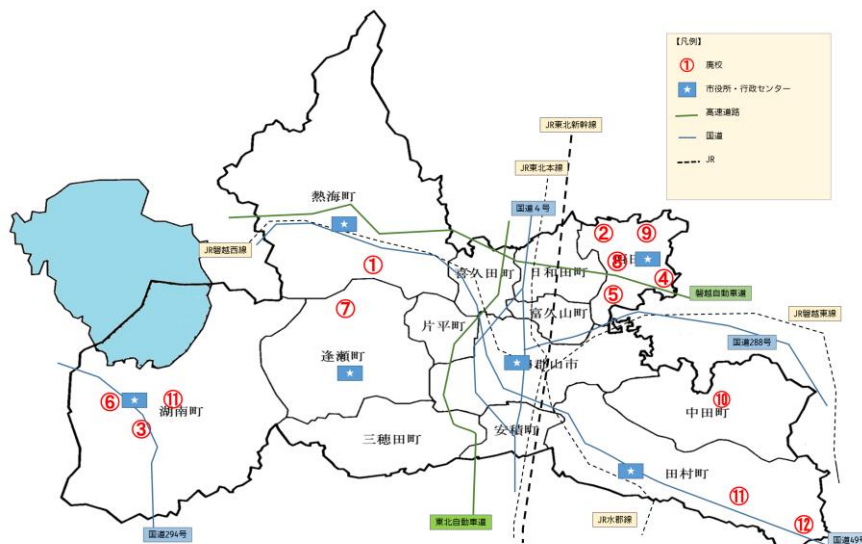 【凡例】
① 廃校
市役所・行政センター
高速道路
国道
JR
JR東北新幹線
JR東北本線
国道4号
熱海町
JR磐越西線
②
⑨
①
喜久田町
日和田町
⑧
④
⑤
磐越自動車道
⑦
片平町
富久山町
JR磐越東線
逢瀬町
郡山市
国道288号
⑥
⑪
湖南町
③
⑩
中田町
三穂田町
安積町
田村町
⑪
⑫
東北自動車道
JR水郡線
国道294号
国道49号